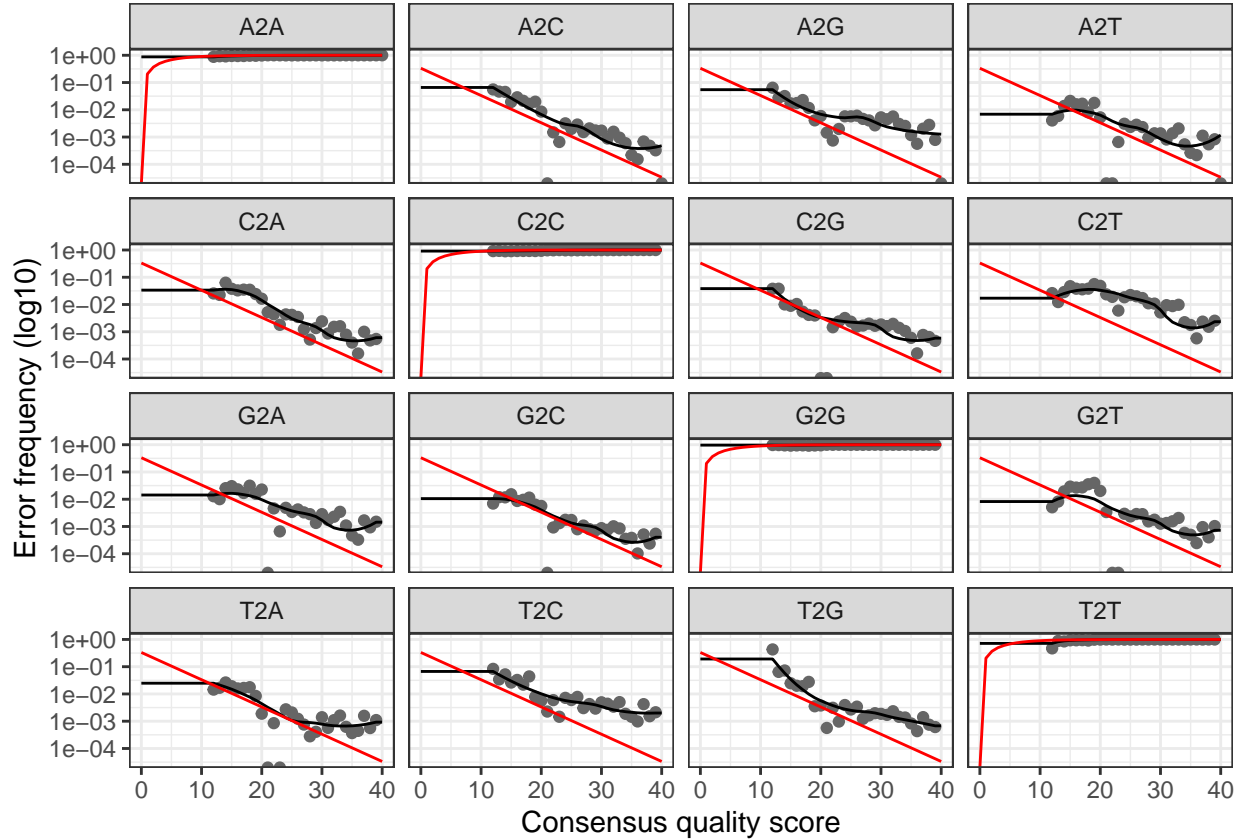 A2A A2C A2G A2T
1e+00
1e−01
1e−02
1e−03
1e−04
C2A C2C C2G C2T
1e+00
1e−01
1e−02
1e−03
1e−04
G2A G2C G2G G2T
1e+00
1e−01
1e−02
1e−03
1e−04
T2A T2C T2G T2T
1e+00
1e−01
1e−02
1e−03
1e−04
0 10 20 30 40 0 10 20 30 40 0 10 20 30 40 0 10 20 30 40
Consensus quality score
Error frequency (log10)